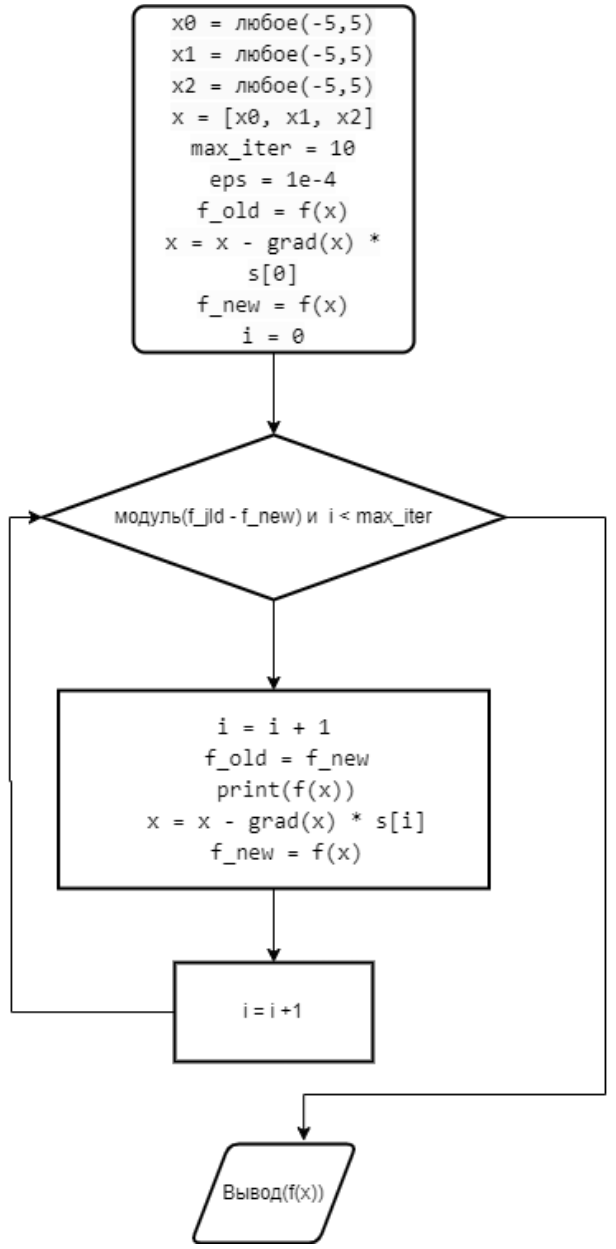 x0 = любое(-5,5)
x1 = любое(-5,5)
x2 = любое(-5,5)
x = [x0, x1, x2]
max_iter = 10
eps = 1e-4
f_old = f(x)
x = x - grad(x) *
s[0]
f_new = f(x)
i = 0
модуль(f_jld - f_new) и i < max_iter
i = i + 1
f_old = f_new
print(f(x))
x = x - grad(x) * s[i]
f_new = f(x)
i = i +1
Вывод(f(x))